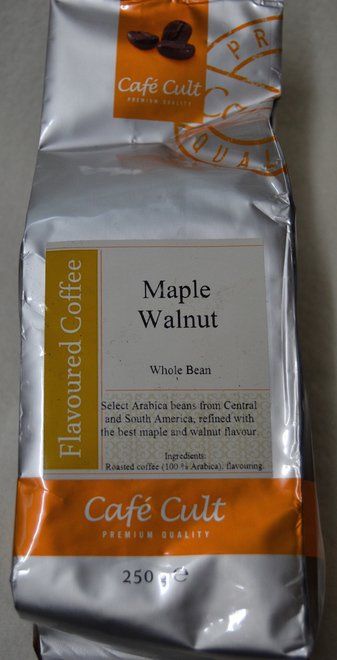 Café Cult
PREMIUM QUALITY
Flavoured Coffee
Maple
Walnut
Whole Bean
Select Arabica beans from Central
and South America, refined with
the best maple and walnut flavour.
Ingredients:
Roasted coffee (100 % Arabica), flavouring.
Café Cult
PREMIUM QUALITY
250 g e